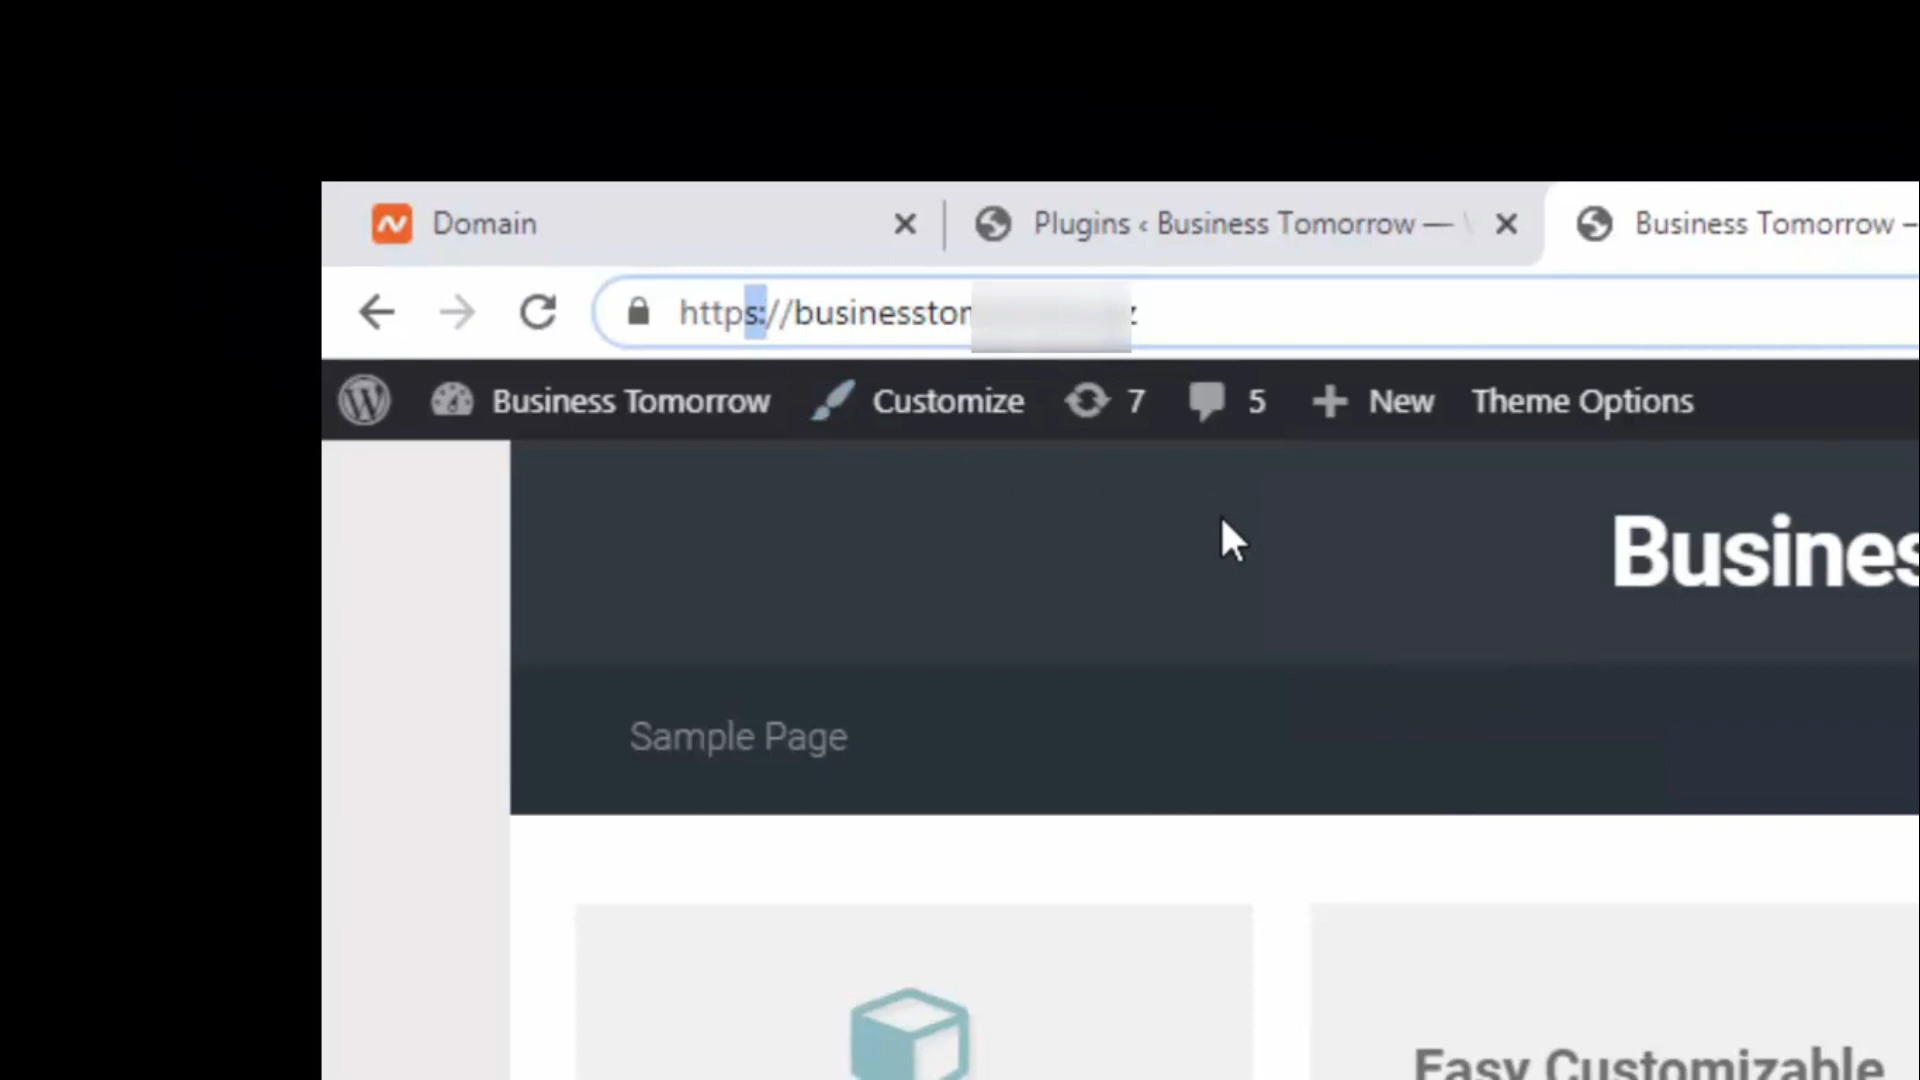 Domain
Plugins ‹ Business Tomorrow —
Business Tomorrow –
https://businesstor
Business Tomorrow
Customize
7
5
New
Theme Options
Busines
Sample Page
Easy Customizable